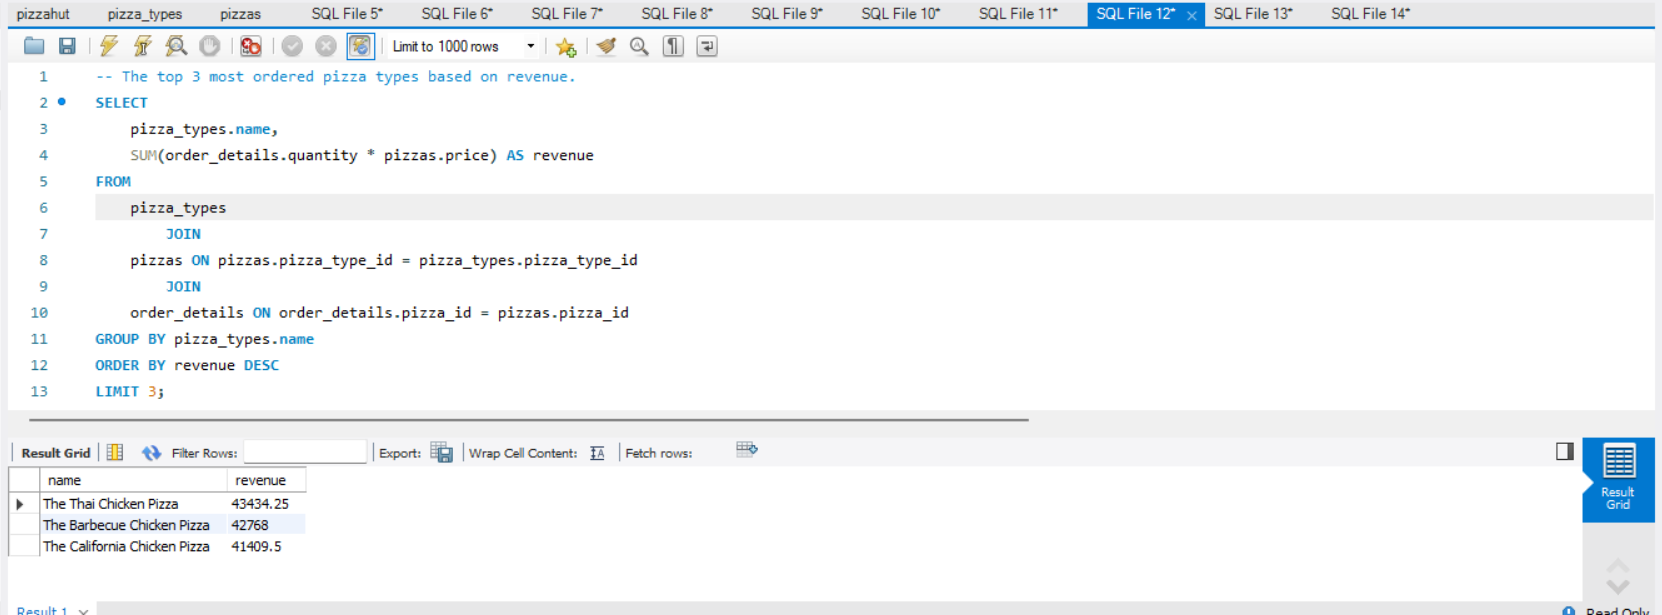 pizzahut pizza_types pizzas SQL File 5* SQL File 6* SQL File 7* SQL File 8* SQL File 9* SQL File 10* SQL File 11* SQL File 12* SQL File 13* SQL File 14*
Limit to 1000 rows
1 -- The top 3 most ordered pizza types based on revenue.
2 SELECT
3 pizza_types.name,
4 SUM(order_details.quantity * pizzas.price) AS revenue
5 FROM
6 pizza_types
7 JOIN
8 pizzas ON pizzas.pizza_type_id = pizza_types.pizza_type_id
9 JOIN
10 order_details ON order_details.pizza_id = pizzas.pizza_id
11 GROUP BY pizza_types.name
12 ORDER BY revenue DESC
13 LIMIT 3;
Result Grid Filter Rows: Export: Wrap Cell Content: Fetch rows:
name revenue
The Thai Chicken Pizza 43434.25
The Barbecue Chicken Pizza 42768
The California Chicken Pizza 41409.5
Result
Grid
Result 1 Read Only